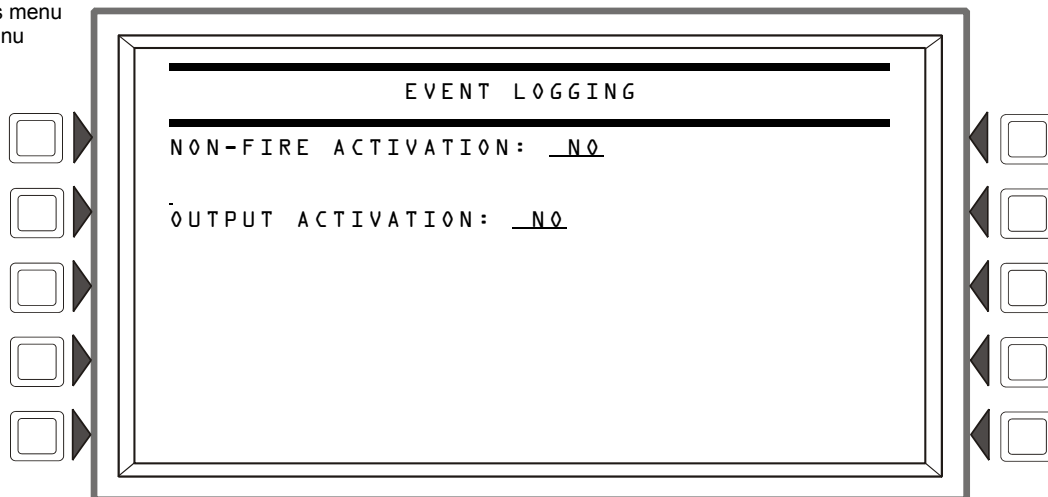 s menu
nu
EVENT LOGGING
NON-FIRE ACTIVATION: NO
OUTPUT ACTIVATION: NO